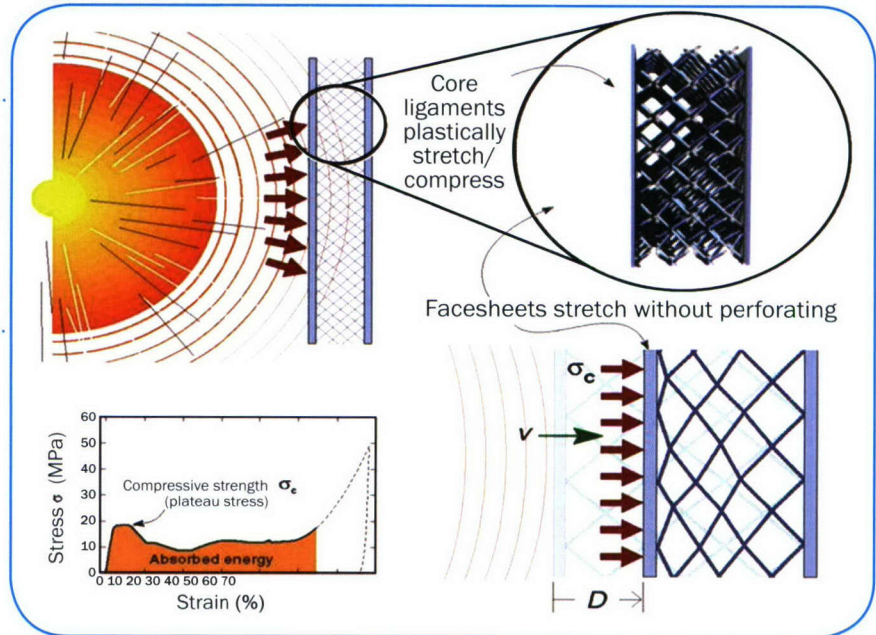 Core
ligaments
plastically
stretch/
compress
Facesheets stretch without perforating
σc
v
D
60
50
40
30
20
10
0
Stress σ (MPa)
Compressive strength σc
(plateau stress)
Absorbed energy
0 10 20 30 40 50 60 70
Strain (%)